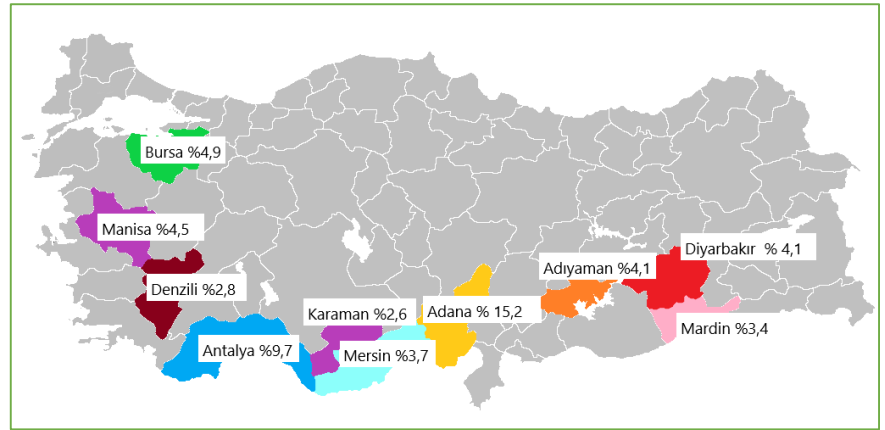 Bursa %4,9
Manisa %4,5
Diyarbakır % 4,1
Adıyaman %4,1
Denzili %2,8
Karaman %2,6
Adana % 15,2
Mardin %3,4
Antalya %9,7
Mersin %3,7